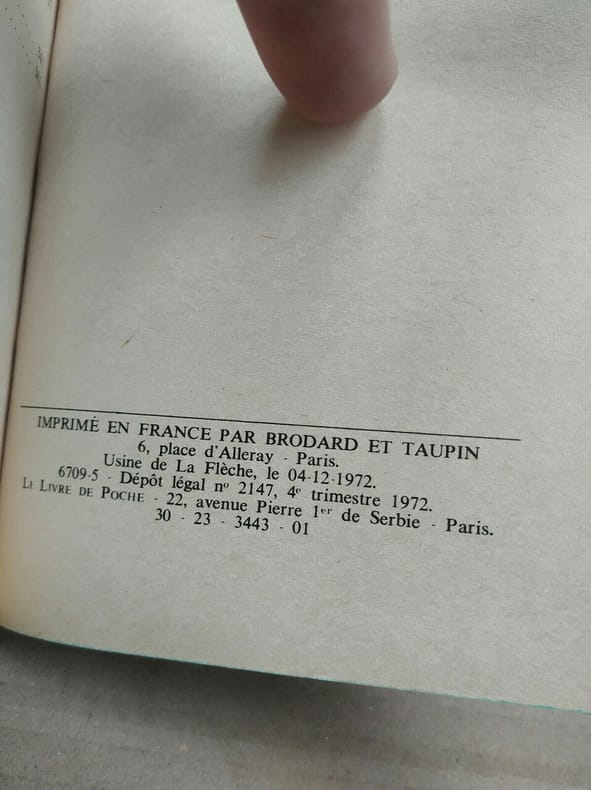 IMPRIMÉ EN FRANCE PAR BRODARD ET TAUPIN
6, place d'Alleray - Paris.
Usine de La Flèche, le 04-12-1972.
6709-5 - Dépôt légal nº 2147, 4ᵉ trimestre 1972.
LE LIVRE DE POCHE - 22, avenue Pierre 1ᵉʳ de Serbie - Paris.
30 - 23 - 3443 - 01